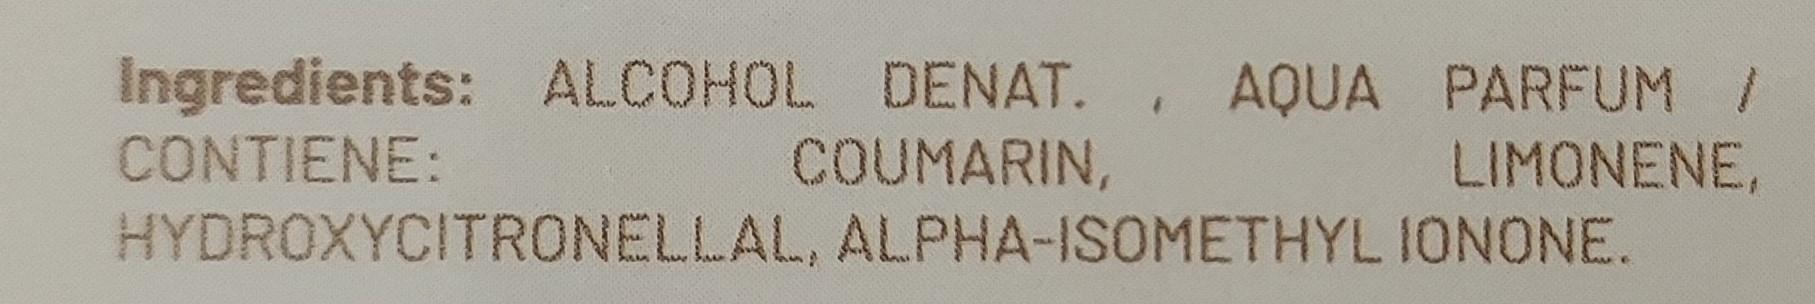 Ingredients: ALCOHOL DENAT. , AQUA PARFUM /
CONTIENE: COUMARIN, LIMONENE,
HYDROXYCITRONELLAL, ALPHA-ISOMETHYL IONONE.